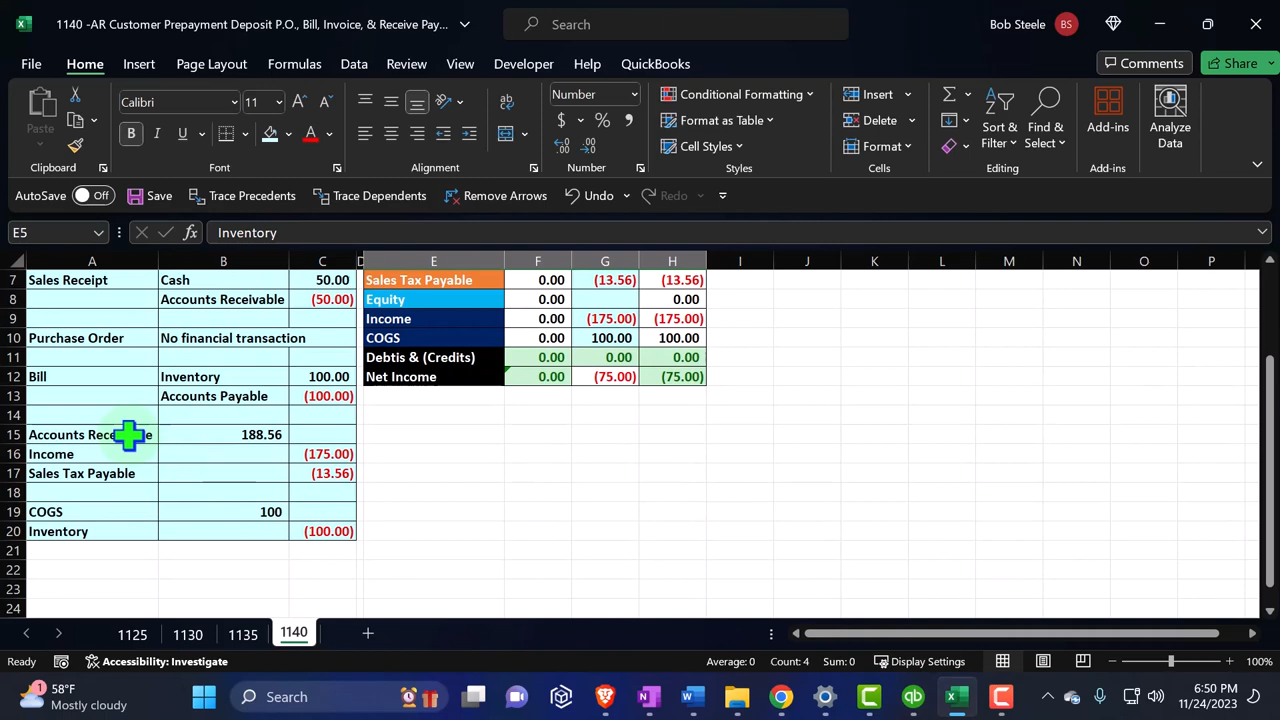 1140 -AR Customer Prepayment Deposit P.O., Bill, Invoice, & Receive Pay...
Search
Bob Steele BS
File Home Insert Page Layout Formulas Data Review View Developer Help QuickBooks Comments Share
Paste
Calibri 11
B I U
Number
$ % ,
Conditional Formatting
Format as Table
Cell Styles
Insert
Delete
Format
Sort & Filter
Find & Select
Add-ins
Analyze Data
Clipboard Font Alignment Number Styles Cells Editing Add-ins
AutoSave Off Save Trace Precedents Trace Dependents Remove Arrows Undo Redo
E5 fx Inventory
A B C D E F G H I J K L M N O P
7 Sales Receipt Cash 50.00 Sales Tax Payable 0.00 (13.56) (13.56)
8 Accounts Receivable (50.00) Equity 0.00 0.00
9 Income 0.00 (175.00) (175.00)
10 Purchase Order No financial transaction COGS 0.00 100.00 100.00
11 Debtis & (Credits) 0.00 0.00 0.00
12 Bill Inventory 100.00 Net Income 0.00 (75.00) (75.00)
13 Accounts Payable (100.00)
14
15 Accounts Rece e 188.56
16 Income (175.00)
17 Sales Tax Payable (13.56)
18
19 COGS 100
20 Inventory (100.00)
21
22
23
24
1125 1130 1135 1140
Ready Accessibility: Investigate Average: 0 Count: 4 Sum: 0 Display Settings 100%
1 58°F
Mostly cloudy
Search
6:50 PM
11/24/2023